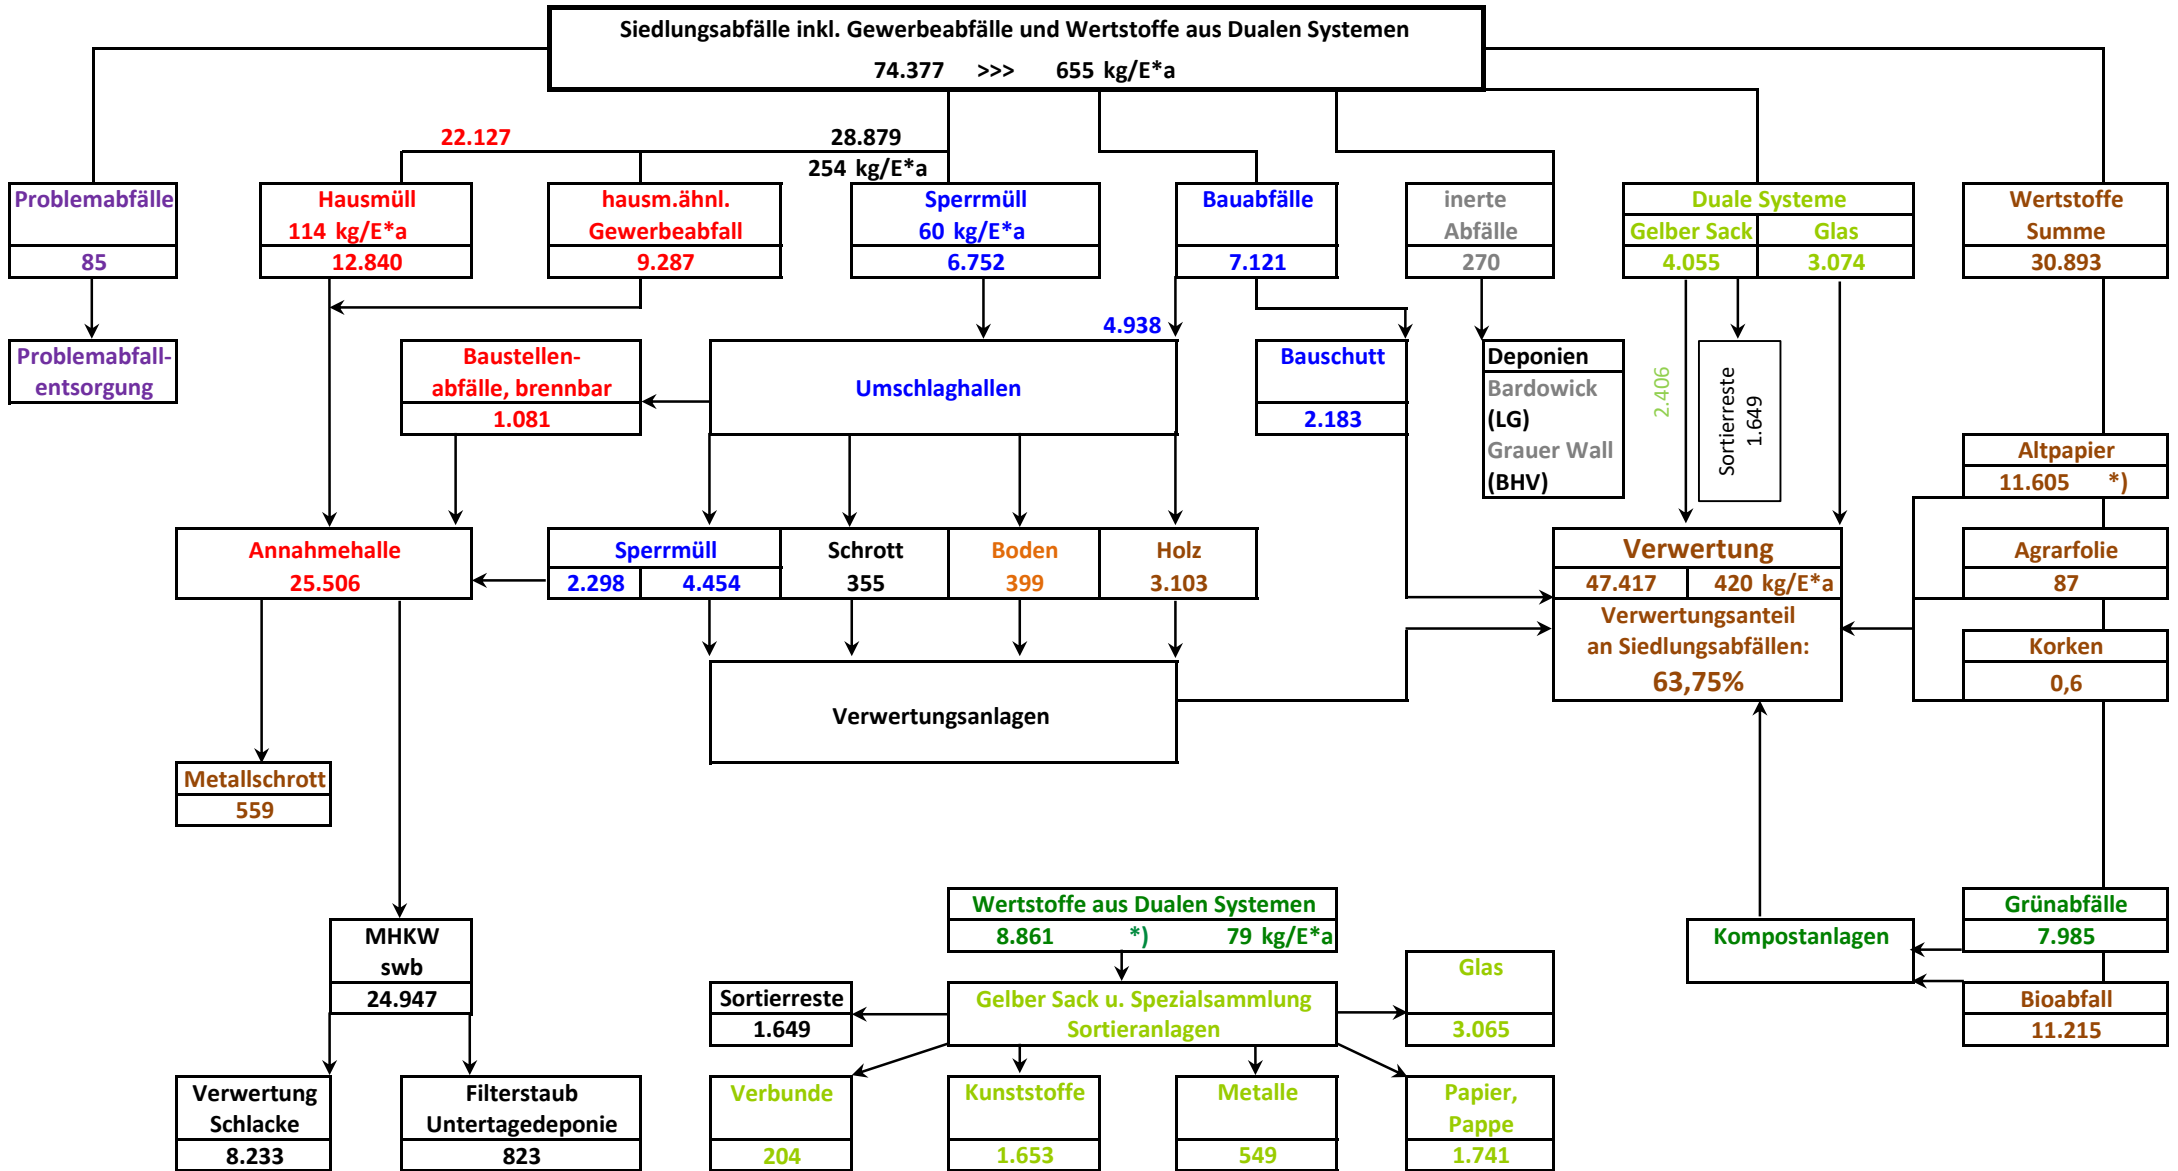 Siedlungsabfälle inkl. Gewerbeabfälle und Wertstoffe aus Dualen Systemen
74.377 >>> 655 kg/E*a
22.127
28.879
254 kg/E*a
Problemabfälle
85
Hausmüll
114 kg/E*a
12.840
hausm.ähnl.
Gewerbeabfall
9.287
Sperrmüll
60 kg/E*a
6.752
Bauabfälle
7.121
inerte
Abfälle
270
Duale Systeme
Gelber Sack Glas
4.055 3.074
Wertstoffe
Summe
30.893
4.938
Problemabfall-
entsorgung
Baustellen-
abfälle, brennbar
1.081
Umschlaghallen
Bauschutt
2.183
Deponien
Bardowick
(LG)
Grauer Wall
(BHV)
2.406
Sortierreste
1.649
Altpapier
11.605 *)
Annahmehalle
25.506
Sperrmüll
2.298 4.454
Schrott
355
Boden
399
Holz
3.103
Verwertung
47.417 420 kg/E*a
Verwertungsanteil
an Siedlungsabfällen:
63,75%
Agrarfolie
87
Korken
0,6
Verwertungsanlagen
Metallschrott
559
MHKW
swb
24.947
Wertstoffe aus Dualen Systemen
8.861 *) 79 kg/E*a
Kompostanlagen
Grünabfälle
7.985
Sortierreste
1.649
Gelber Sack u. Spezialsammlung
Sortieranlagen
Glas
3.065
Bioabfall
11.215
Verwertung
Schlacke
8.233
Filterstaub
Untertagedeponie
823
Verbunde
204
Kunststoffe
1.653
Metalle
549
Papier,
Pappe
1.741